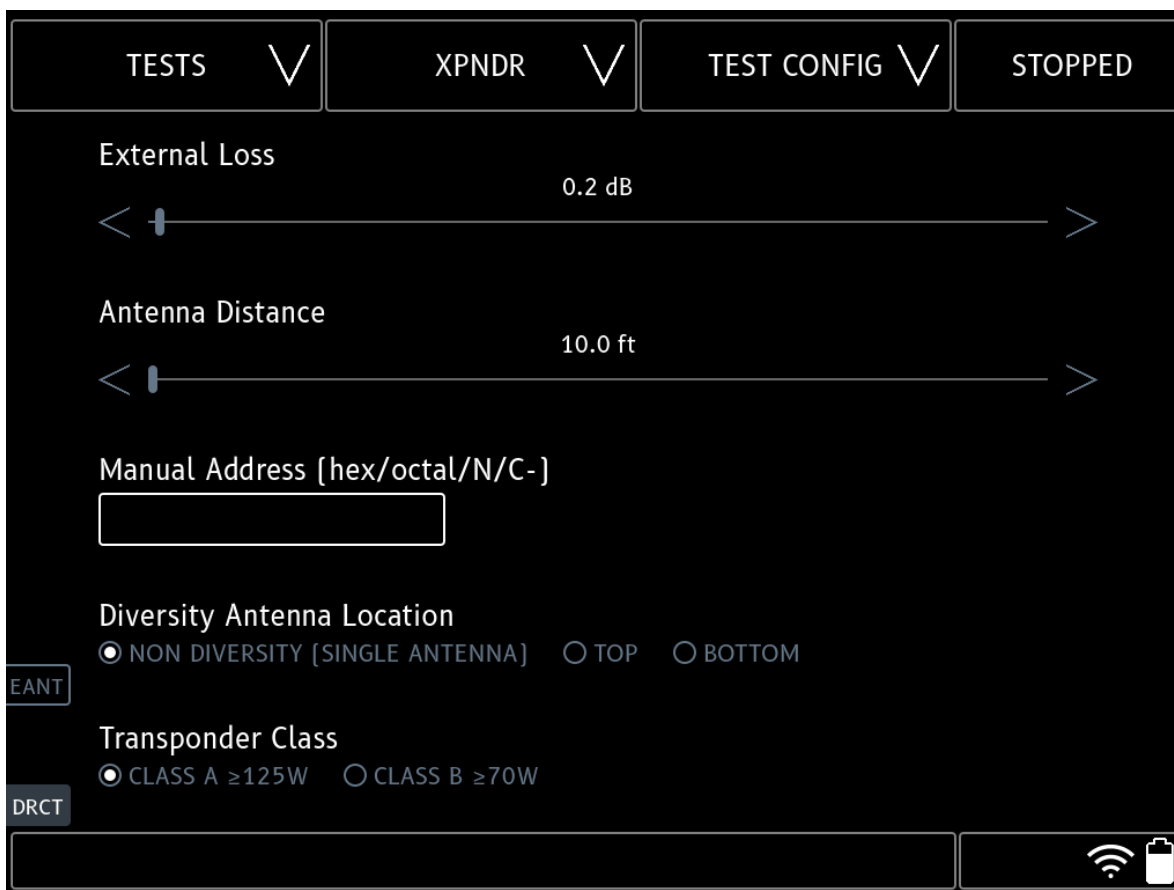 TESTS XPNDR TEST CONFIG STOPPED
External Loss
0.2 dB
Antenna Distance
10.0 ft
Manual Address (hex/octal/N/C-)
Diversity Antenna Location
NON DIVERSITY (SINGLE ANTENNA) TOP BOTTOM
EANT
Transponder Class
CLASS A ≥125W CLASS B ≥70W
DRCT